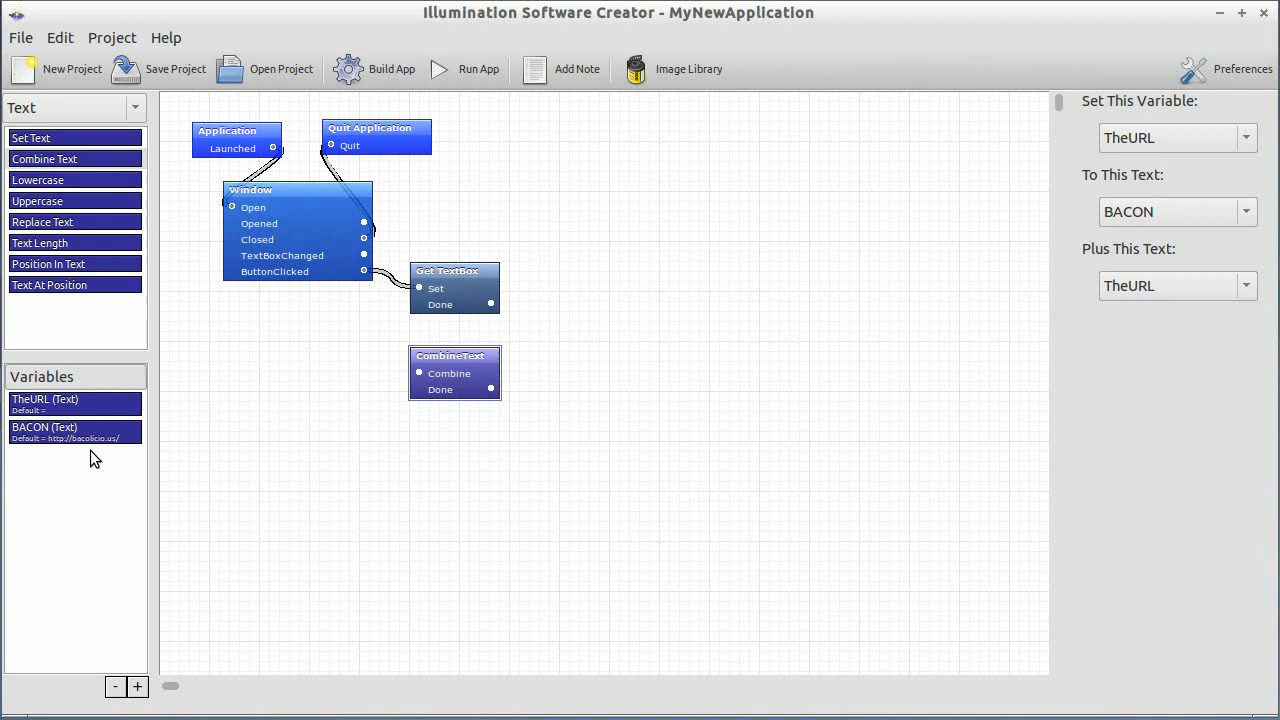 Illumination Software Creator - MyNewApplication
File Edit Project Help
New Project Save Project Open Project Build App Run App Add Note Image Library Preferences
Text
Set Text
Combine Text
Lowercase
Uppercase
Replace Text
Text Length
Position In Text
Text At Position
Variables
TheURL (Text)
Default =
BACON (Text)
Default = http://bacolicio.us/
- +
Application
Launched
Quit Application
Quit
Window
Open
Opened
Closed
TextBoxChanged
ButtonClicked
Get TextBox
Set
Done
CombineText
Combine
Done
Set This Variable:
TheURL
To This Text:
BACON
Plus This Text:
TheURL